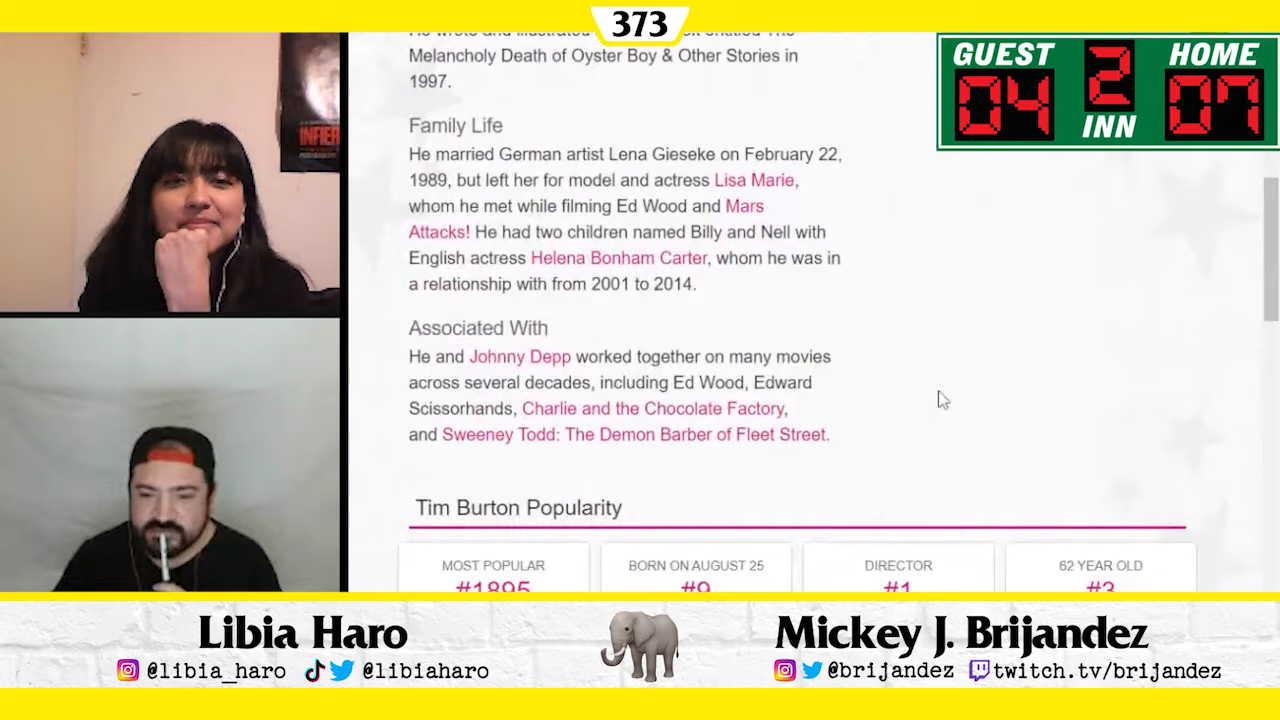 373
GUEST
HOME
04
2
07
INN
Melancholy Death of Oyster Boy & Other Stories in
1997.
Family Life
He married German artist Lena Gieseke on February 22,
1989, but left her for model and actress Lisa Marie,
whom he met while filming Ed Wood and Mars
Attacks! He had two children named Billy and Nell with
English actress Helena Bonham Carter, whom he was in
a relationship with from 2001 to 2014.
Associated With
He and Johnny Depp worked together on many movies
across several decades, including Ed Wood, Edward
Scissorhands, Charlie and the Chocolate Factory,
and Sweeney Todd: The Demon Barber of Fleet Street.
Tim Burton Popularity
MOST POPULAR
BORN ON AUGUST 25
DIRECTOR
62 YEAR OLD
#1895
#9
#1
#3
Libia Haro
Mickey J. Brijandez
@libia_haro
@libiaharo
@brijandez
twitch.tv/brijandez